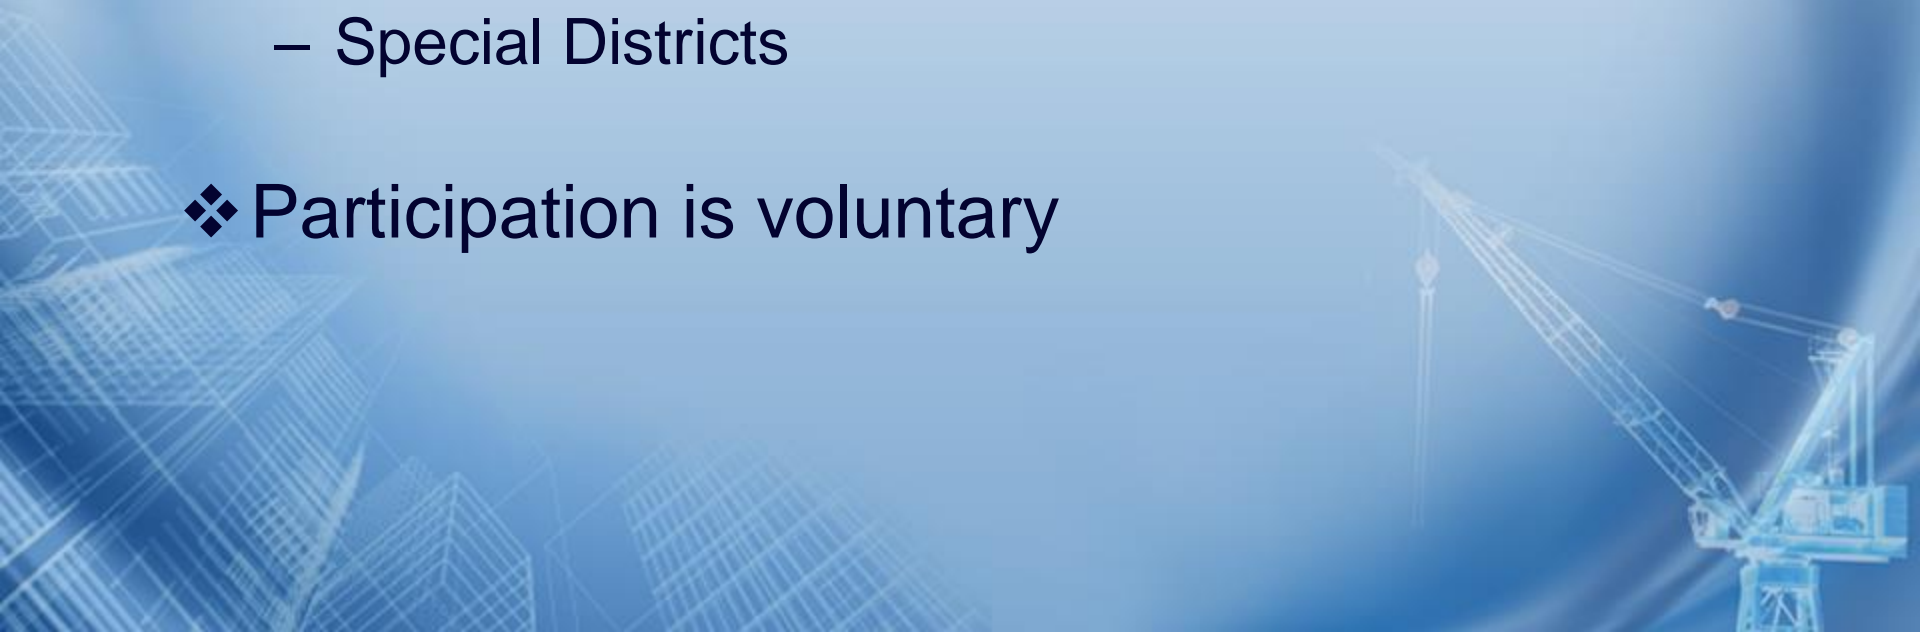 – Special Districts
❖ Participation is voluntary